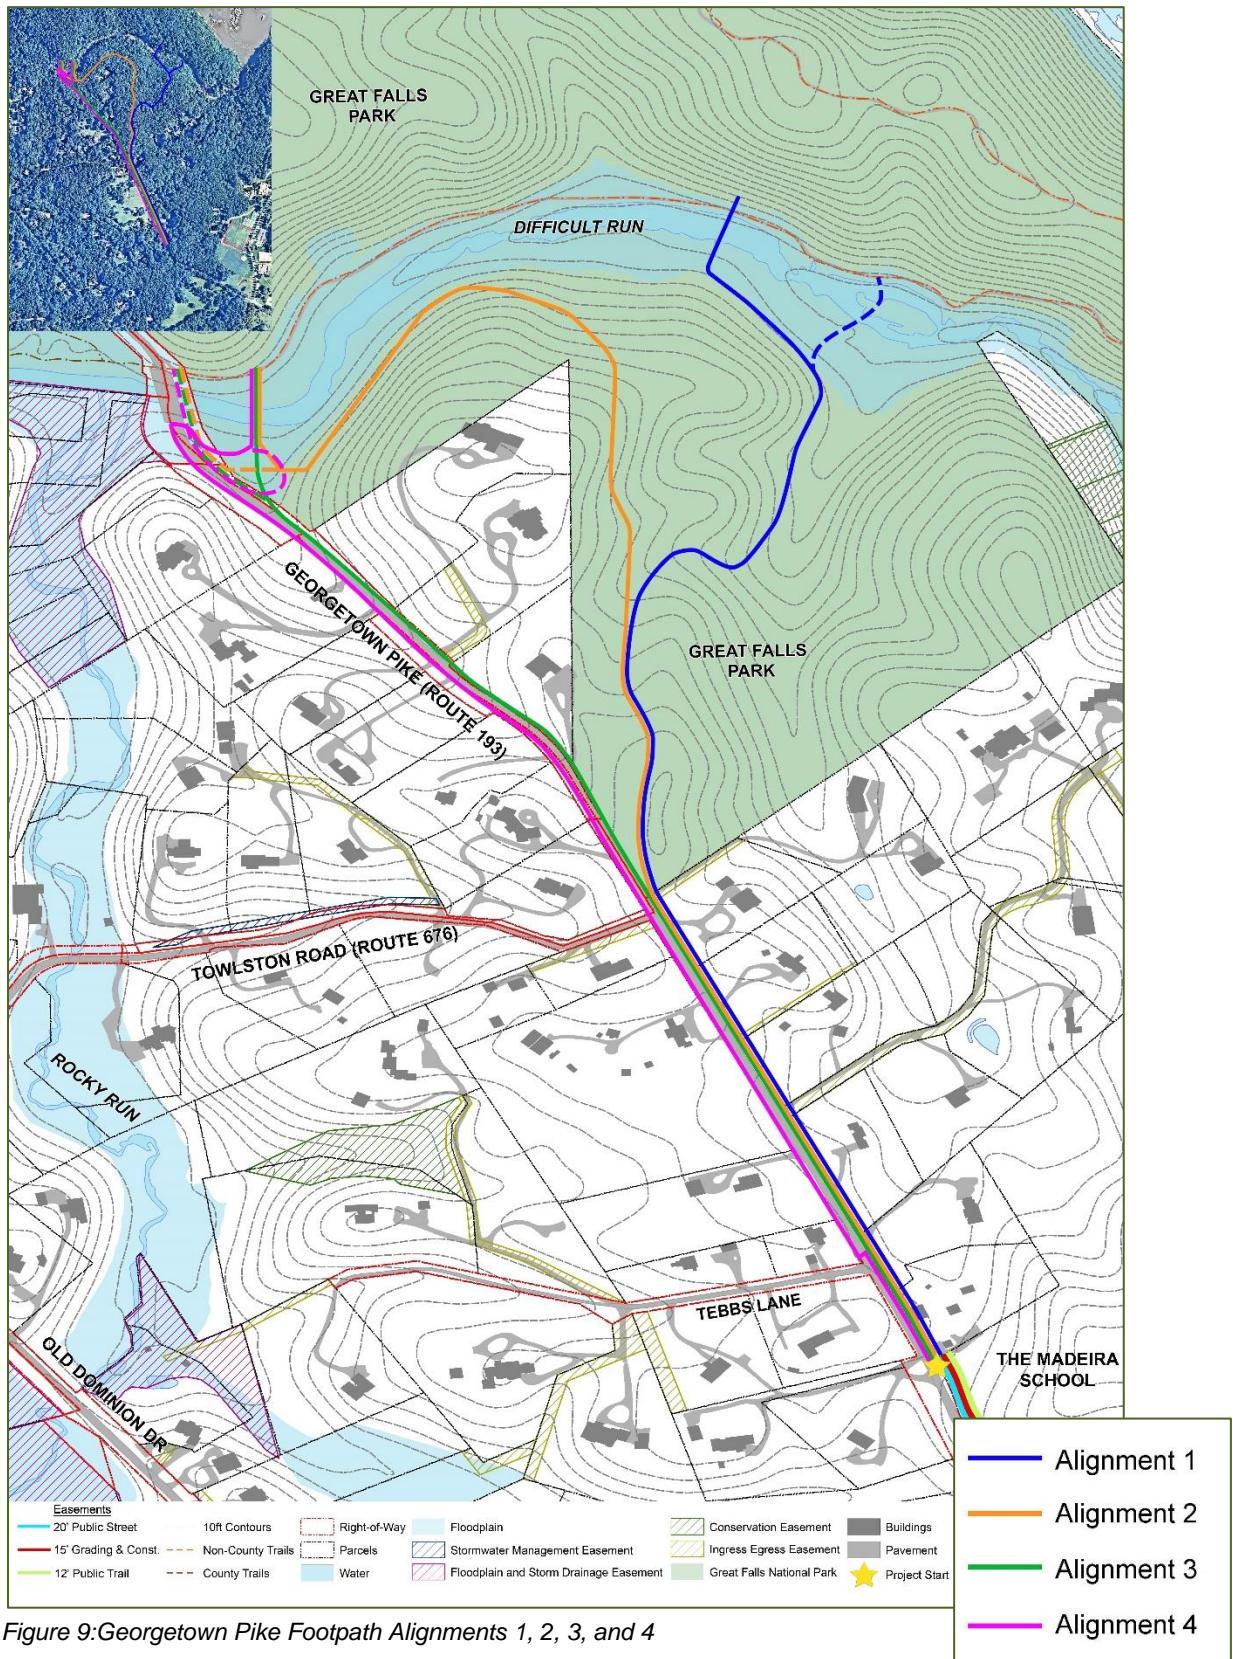 GREAT FALLS
PARK
DIFFICULT RUN
GEORGETOWN PIKE (ROUTE 193)
GREAT FALLS
PARK
TOWLSTON ROAD (ROUTE 676)
ROCKY RUN
TEBBS LANE
OLD DOMINION DR
THE MADEIRA
SCHOOL
Alignment 1
Alignment 2
Alignment 3
Alignment 4
Easements
20' Public Street
15' Grading & Const.
12' Public Trail
10ft Contours
Non-County Trails
County Trails
Right-of-Way
Parcels
Water
Floodplain
Stormwater Management Easement
Floodplain and Storm Drainage Easement
Conservation Easement
Ingress Egress Easement
Great Falls National Park
Buildings
Pavement
Project Start
Figure 9:Georgetown Pike Footpath Alignments 1, 2, 3, and 4